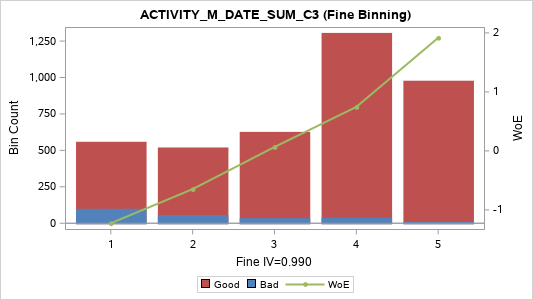 ACTIVITY_M_DATE_SUM_C3 (Fine Binning)
Bin Count
1,250
1,000
750
500
250
0
2
1
0
-1
WoE
1 2 3 4 5
Fine IV=0.990
Good Bad WoE